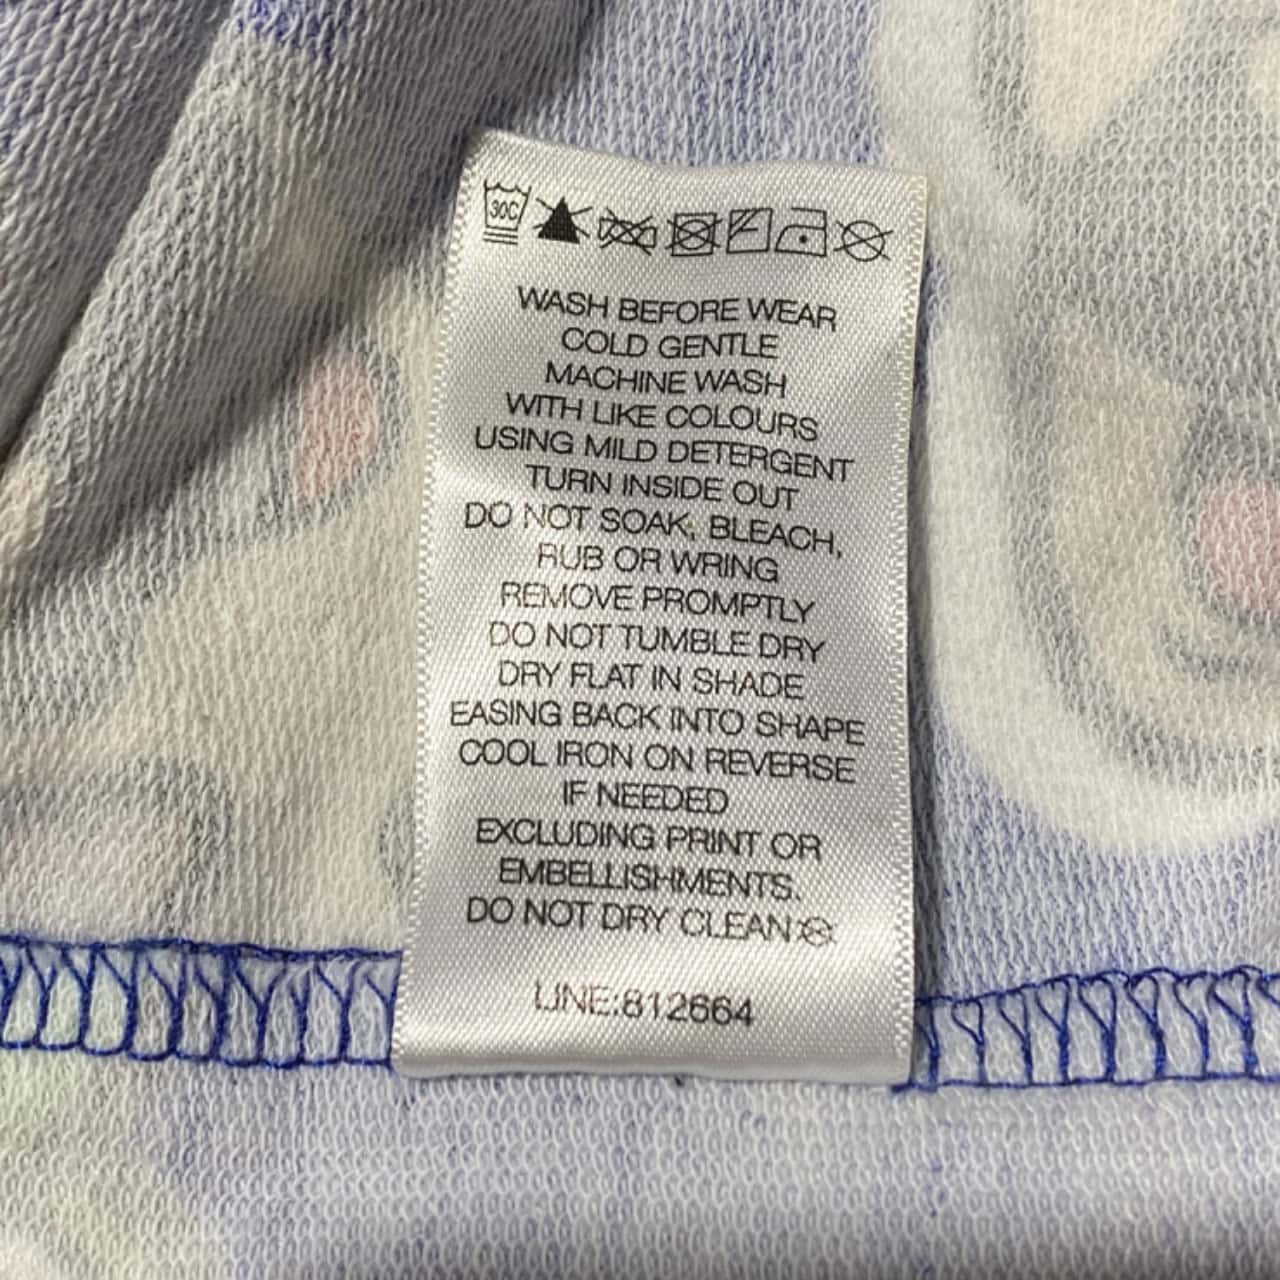 30C
WASH BEFORE WEAR
COLD GENTLE
MACHINE WASH
WITH LIKE COLOURS
USING MILD DETERGENT
TURN INSIDE OUT
DO NOT SOAK, BLEACH,
RUB OR WRING
REMOVE PROMPTLY
DO NOT TUMBLE DRY
DRY FLAT IN SHADE
EASING BACK INTO SHAPE
COOL IRON ON REVERSE
IF NEEDED
EXCLUDING PRINT OR
EMBELLISHMENTS.
DO NOT DRY CLEAN
LINE:812664